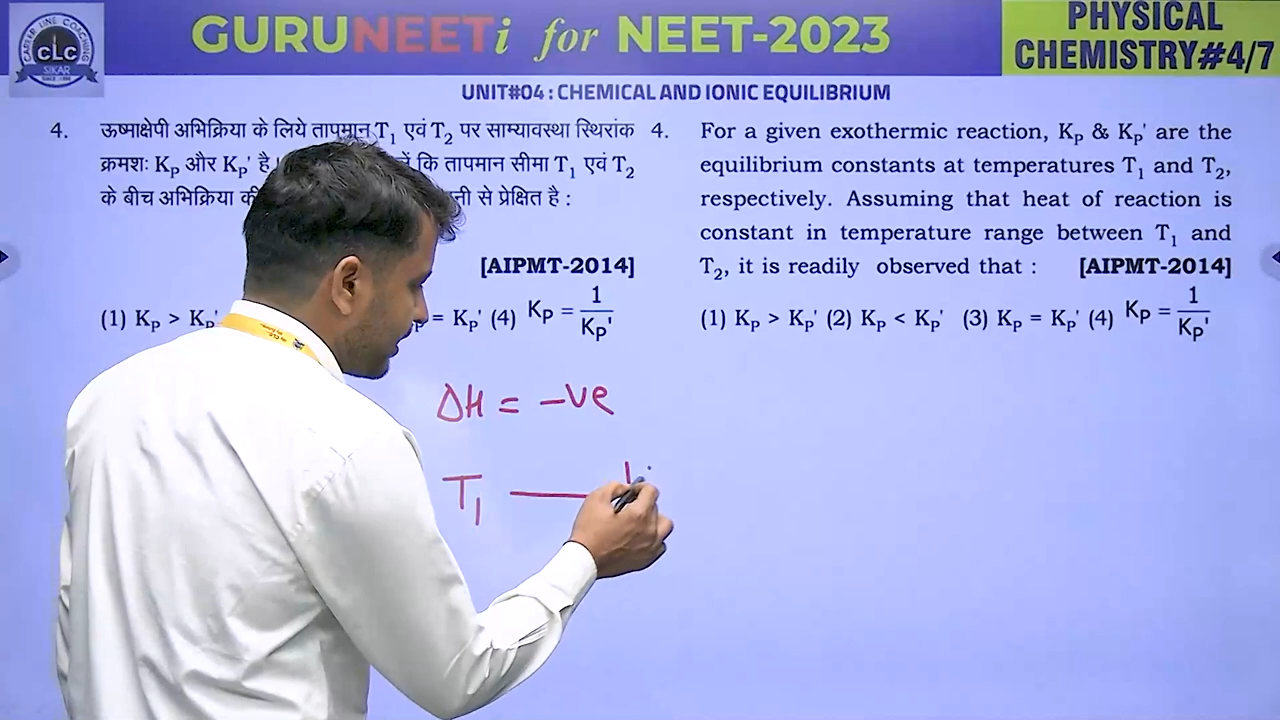 CAREER LINE COACHING
CLC
SIKAR
SINCE : 1996
GURUNEETi for NEET-2023
PHYSICAL
CHEMISTRY#4/7
UNIT#04 : CHEMICAL AND IONIC EQUILIBRIUM
4. ऊष्माक्षेपी अभिक्रिया के लिये तापमान T₁ एवं T₂ पर साम्यावस्था स्थिरांक
क्रमशः Kₚ और Kₚ' है। कि तापमान सीमा T₁ एवं T₂
के बीच अभिक्रिया से प्रेक्षित है :
[AIPMT-2014]
(1) Kₚ > Kₚ' = Kₚ' (4) Kₚ = 1/Kₚ'
4. For a given exothermic reaction, Kₚ & Kₚ' are the
equilibrium constants at temperatures T₁ and T₂,
respectively. Assuming that heat of reaction is
constant in temperature range between T₁ and
T₂, it is readily observed that : [AIPMT-2014]
(1) Kₚ > Kₚ' (2) Kₚ < Kₚ' (3) Kₚ = Kₚ' (4) Kₚ = 1/Kₚ'
ΔH = -ve
T₁ —